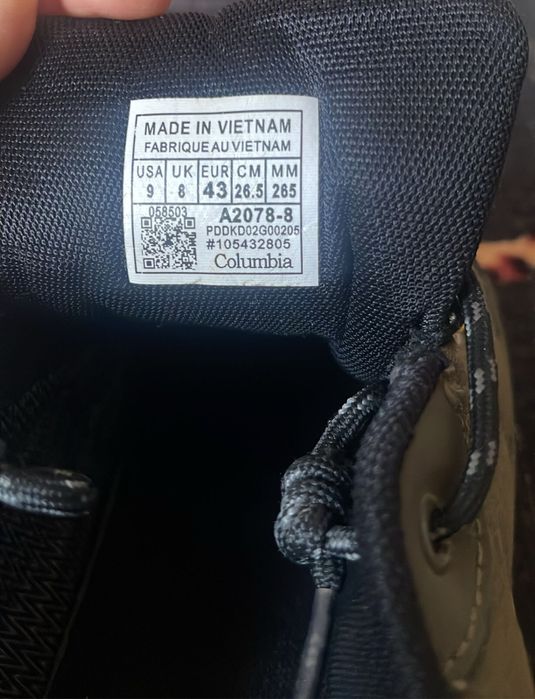 MADE IN VIETNAM
FABRIQUE AU VIETNAM
USA UK EUR CM MM
9 8 43 26.5 265
058503 A2078-8
PDDKD02G00205
#105432805
Columbia